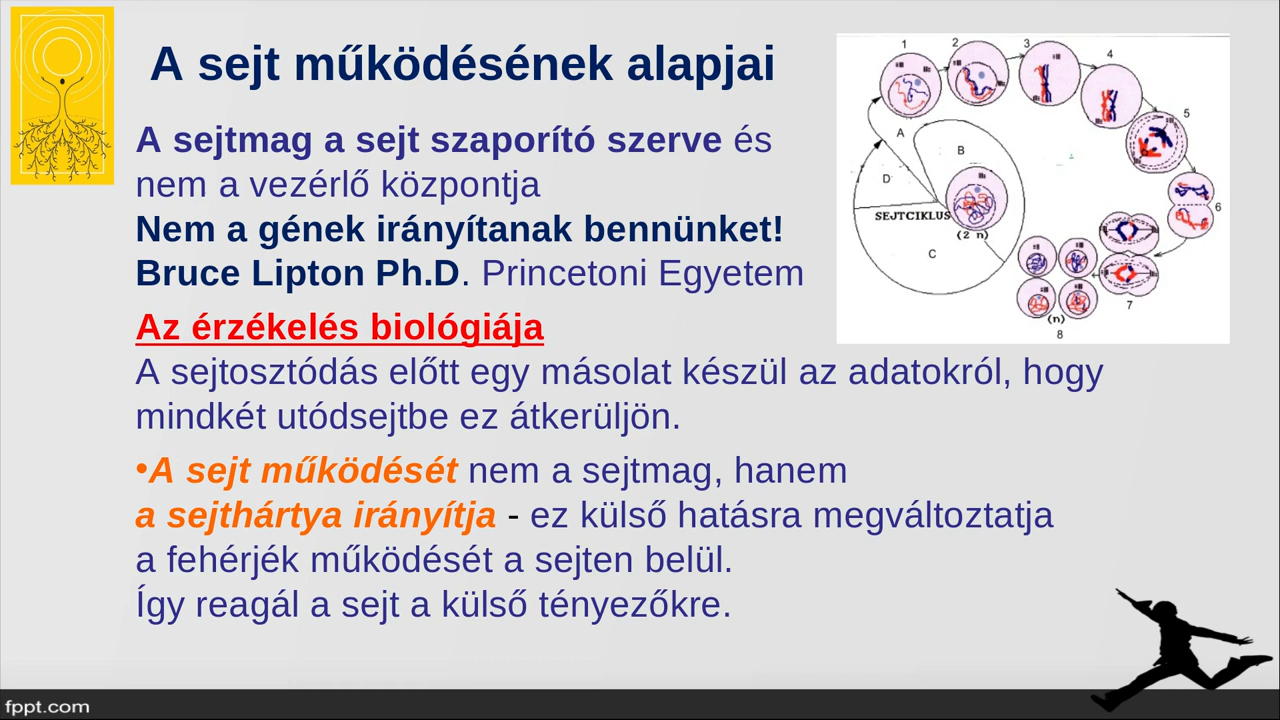 A sejt működésének alapjai
A sejtmag a sejt szaporító szerve és
nem a vezérlő központja
Nem a gének irányítanak bennünket!
Bruce Lipton Ph.D. Princetoni Egyetem
Az érzékelés biológiája
A sejtosztódás előtt egy másolat készül az adatokról, hogy
mindkét utódsejtbe ez átkerüljön.
•A sejt működését nem a sejtmag, hanem
a sejthártya irányítja - ez külső hatásra megváltoztatja
a fehérjék működését a sejten belül.
Így reagál a sejt a külső tényezőkre.
1
2
3
4
5
6
7
8
A
B
C
D
SEJTCIKLUS
(2 n)
(n)
fppt.com